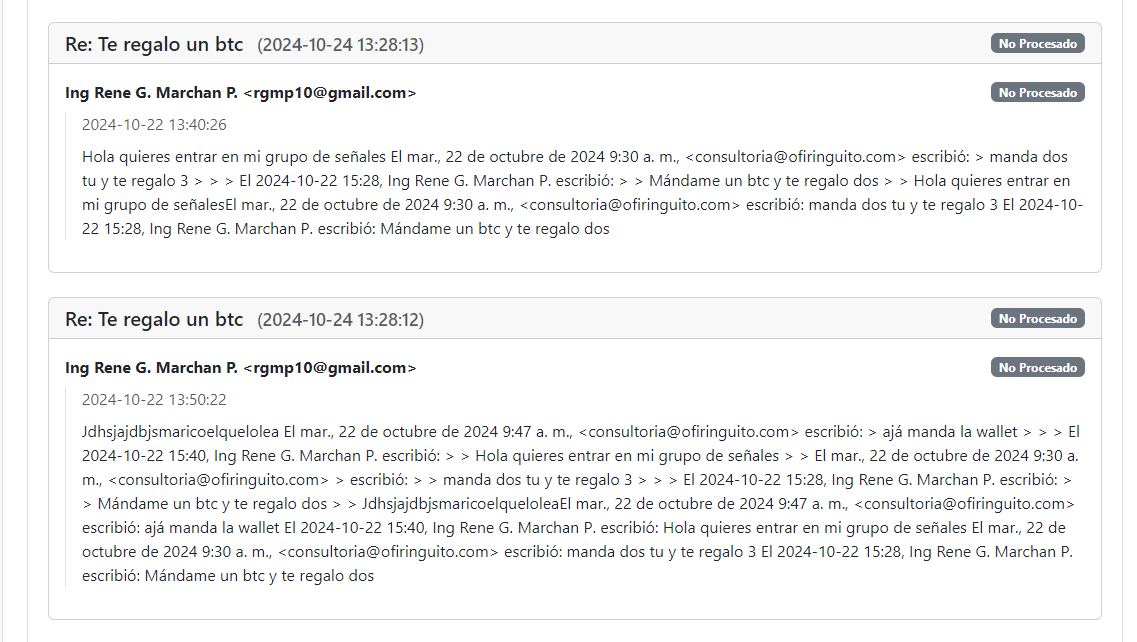 Re: Te regalo un btc (2024-10-24 13:28:13) No Procesado
Ing Rene G. Marchan P. <rgmp10@gmail.com> No Procesado
2024-10-22 13:40:26
Hola quieres entrar en mi grupo de señales El mar., 22 de octubre de 2024 9:30 a. m., <consultoria@ofiringuito.com> escribió: > manda dos
tu y te regalo 3 > > > El 2024-10-22 15:28, Ing Rene G. Marchan P. escribió: > > Mándame un btc y te regalo dos > > Hola quieres entrar en
mi grupo de señalesEl mar., 22 de octubre de 2024 9:30 a. m., <consultoria@ofiringuito.com> escribió: manda dos tu y te regalo 3 El 2024-10-
22 15:28, Ing Rene G. Marchan P. escribió: Mándame un btc y te regalo dos
Re: Te regalo un btc (2024-10-24 13:28:12) No Procesado
Ing Rene G. Marchan P. <rgmp10@gmail.com> No Procesado
2024-10-22 13:50:22
Jdhsjajdbjsmaricoelquelolea El mar., 22 de octubre de 2024 9:47 a. m., <consultoria@ofiringuito.com> escribió: > ajá manda la wallet > > > El
2024-10-22 15:40, Ing Rene G. Marchan P. escribió: > > Hola quieres entrar en mi grupo de señales > > El mar., 22 de octubre de 2024 9:30 a.
m., <consultoria@ofiringuito.com> > escribió: > > manda dos tu y te regalo 3 > > > El 2024-10-22 15:28, Ing Rene G. Marchan P. escribió: >
> Mándame un btc y te regalo dos > > JdhsjajdbjsmaricoelqueloleaEl mar., 22 de octubre de 2024 9:47 a. m., <consultoria@ofiringuito.com>
escribió: ajá manda la wallet El 2024-10-22 15:40, Ing Rene G. Marchan P. escribió: Hola quieres entrar en mi grupo de señales El mar., 22 de
octubre de 2024 9:30 a. m., <consultoria@ofiringuito.com> escribió: manda dos tu y te regalo 3 El 2024-10-22 15:28, Ing Rene G. Marchan P.
escribió: Mándame un btc y te regalo dos